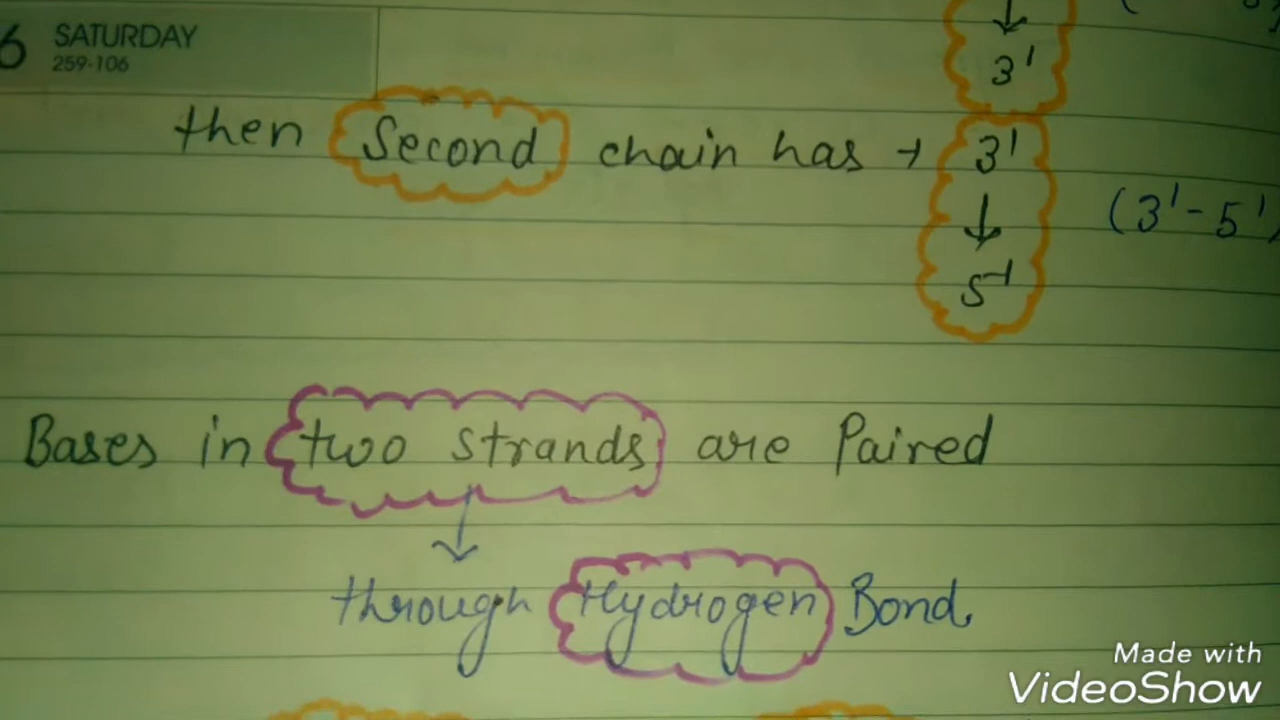 6 SATURDAY
259-106
↓
3'
then Second chain has → 3'
↓
(3'-5')
5'
Bases in two strands are Paired
↓
through Hydrogen Bond
Made with
VideoShow